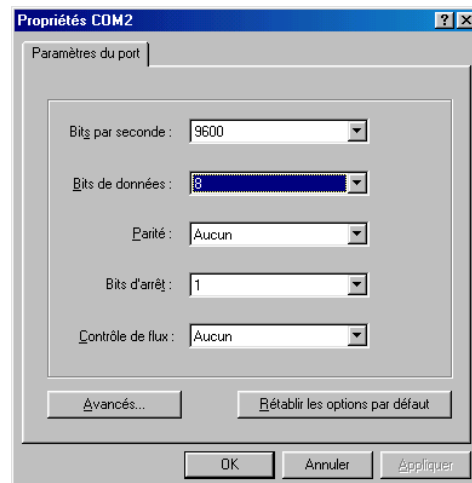 Propriétés COM2
Paramètres du port
Bits par seconde : 9600
Bits de données : 8
Parité : Aucun
Bits d'arrêt : 1
Contrôle de flux : Aucun
Avancés... Rétablir les options par défaut
OK Annuler Appliquer